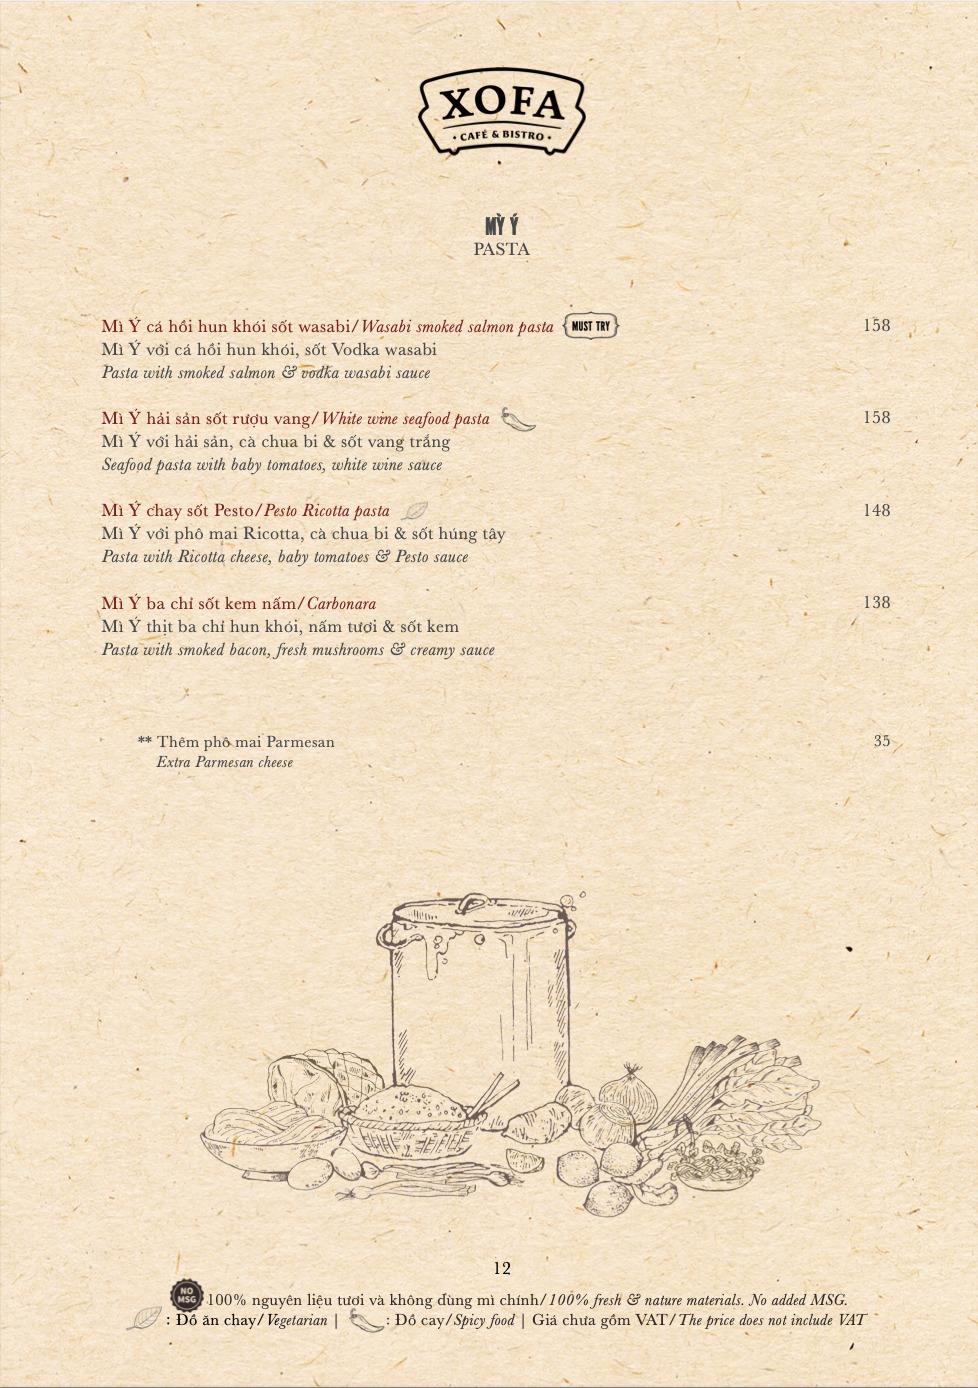 XOFA
· CAFÉ & BISTRO ·
MỲ Ý
PASTA
Mì Ý cá hồi hun khói sốt wasabi/Wasabi smoked salmon pasta MUST TRY 158
Mì Ý với cá hồi hun khói, sốt Vodka wasabi
Pasta with smoked salmon & vodka wasabi sauce
Mì Ý hải sản sốt rượu vang/White wine seafood pasta 158
Mì Ý với hải sản, cà chua bi & sốt vang trắng
Seafood pasta with baby tomatoes, white wine sauce
Mì Ý chay sốt Pesto/Pesto Ricotta pasta 148
Mì Ý với phô mai Ricotta, cà chua bi & sốt húng tây
Pasta with Ricotta cheese, baby tomatoes & Pesto sauce
Mì Ý ba chỉ sốt kem nấm/Carbonara 138
Mì Ý thịt ba chỉ hun khói, nấm tươi & sốt kem
Pasta with smoked bacon, fresh mushrooms & creamy sauce
** Thêm phô mai Parmesan 35
Extra Parmesan cheese
12
NO MSG 100% nguyên liệu tươi và không dùng mì chính/100% fresh & nature materials. No added MSG.
: Đồ ăn chay/Vegetarian | : Đồ cay/Spicy food | Giá chưa gồm VAT/The price does not include VAT